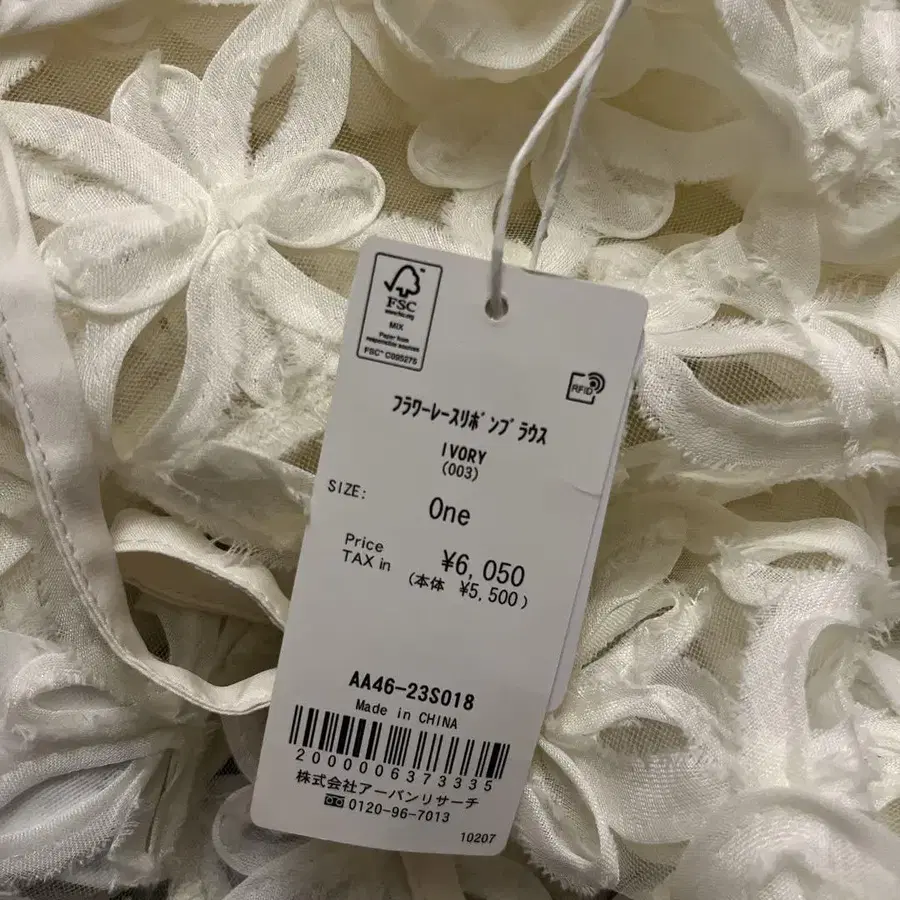 FSC
www.fsc.org
MIX
Paper from
responsible sources
FSC® C095275
RFID
フラワーレースリボンブラウス
IVORY
(003)
SIZE:
One
Price
TAX in
¥6,050
(本体 ¥5,500)
AA46-23S018
Made in CHINA
2000006373335
株式会社アーバンリサーチ
0120-96-7013
10207